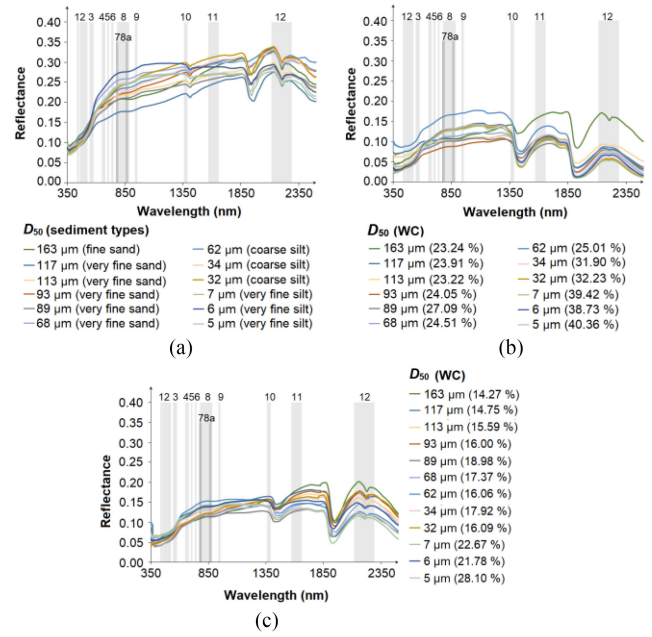 12 3 456 8 9 10 11 12
78a
0.40
0.35
0.30
0.25
0.20
0.15
0.10
0.05
0.00
Reflectance
350 850 1350 1850 2350
Wavelength (nm)
D50 (sediment types)
163 µm (fine sand)
117 µm (very fine sand)
113 µm (very fine sand)
93 µm (very fine sand)
89 µm (very fine sand)
68 µm (very fine sand)
62 µm (coarse silt)
34 µm (coarse silt)
32 µm (coarse silt)
7 µm (very fine silt)
6 µm (very fine silt)
5 µm (very fine silt)
(a)
12 3 456 8 9 10 11 12
78a
0.40
0.35
0.30
0.25
0.20
0.15
0.10
0.05
0.00
Reflectance
350 850 1350 1850 2350
Wavelength (nm)
D50 (WC)
163 µm (23.24 %)
117 µm (23.91 %)
113 µm (23.22 %)
93 µm (24.05 %)
89 µm (27.09 %)
68 µm (24.51 %)
62 µm (25.01 %)
34 µm (31.90 %)
32 µm (32.23 %)
7 µm (39.42 %)
6 µm (38.73 %)
5 µm (40.36 %)
(b)
12 3 456 8 9 10 11 12
78a
0.40
0.35
0.30
0.25
0.20
0.15
0.10
0.05
0.00
Reflectance
350 850 1350 1850 2350
Wavelength (nm)
D50 (WC)
163 µm (14.27 %)
117 µm (14.75 %)
113 µm (15.59 %)
93 µm (16.00 %)
89 µm (18.98 %)
68 µm (17.37 %)
62 µm (16.06 %)
34 µm (17.92 %)
32 µm (16.09 %)
7 µm (22.67 %)
6 µm (21.78 %)
5 µm (28.10 %)
(c)